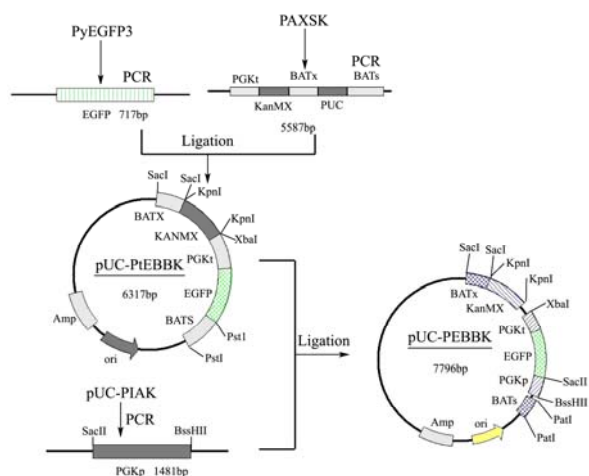 PyEGFP3
PCR
EGFP 717bp
PAXSK
PCR
PGKt
BATx
BATs
KanMX
PUC
5587bp
Ligation
SacI
SacI
KpnI
BATX
KANMX
KpnI
XbaI
PGKt
pUC-PtEBBK
6317bp
EGFP
BATS
Pst1
PstI
Amp
ori
pUC-PIAK
PCR
SacII
BssHII
PGKp 1481bp
Ligation
SacI
SacI
KpnI
BATx
KanMX
KpnI
XbaI
PGKt
pUC-PEBBK
7796bp
EGFP
PGKp
SacII
BssHII
BATs
PatI
PatI
Amp
ori